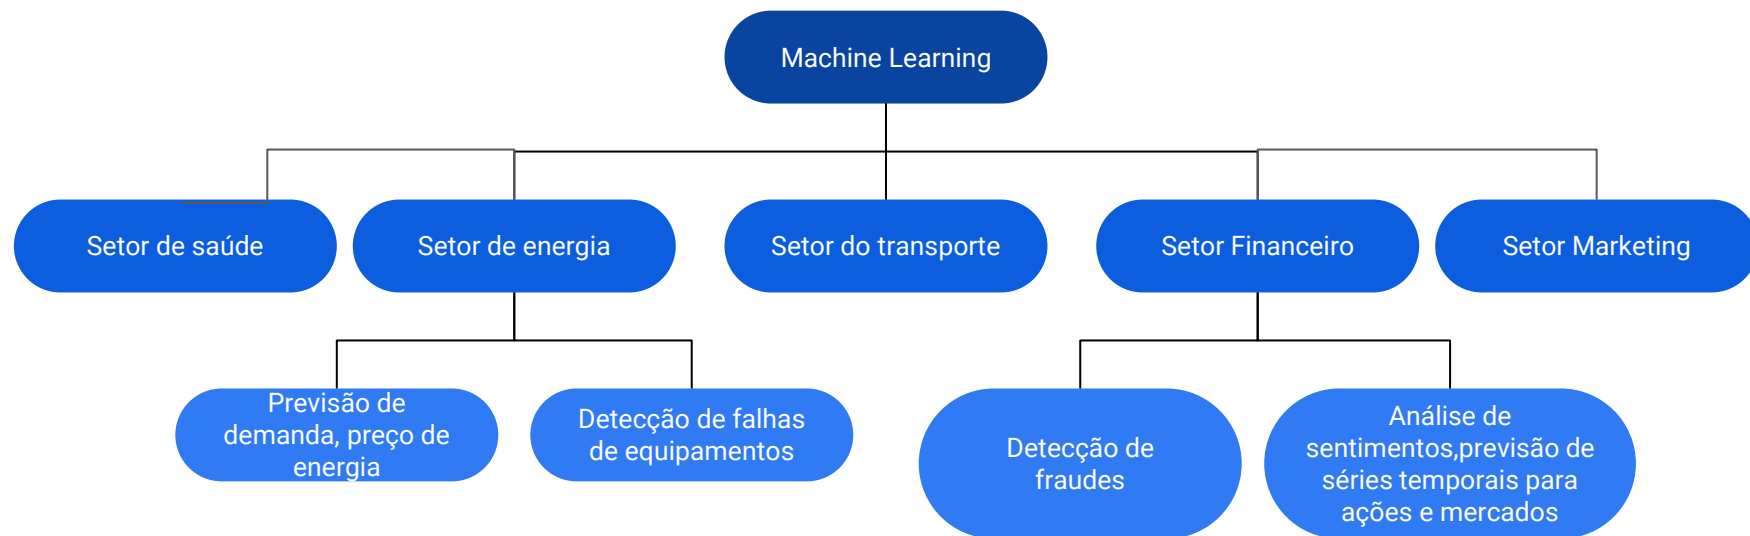 Machine Learning
Setor de saúde
Setor de energia
Setor do transporte
Setor Financeiro
Setor Marketing
Previsão de
demanda, preço de
energia
Detecção de falhas
de equipamentos
Detecção de
fraudes
Análise de
sentimentos,previsão de
séries temporais para
ações e mercados